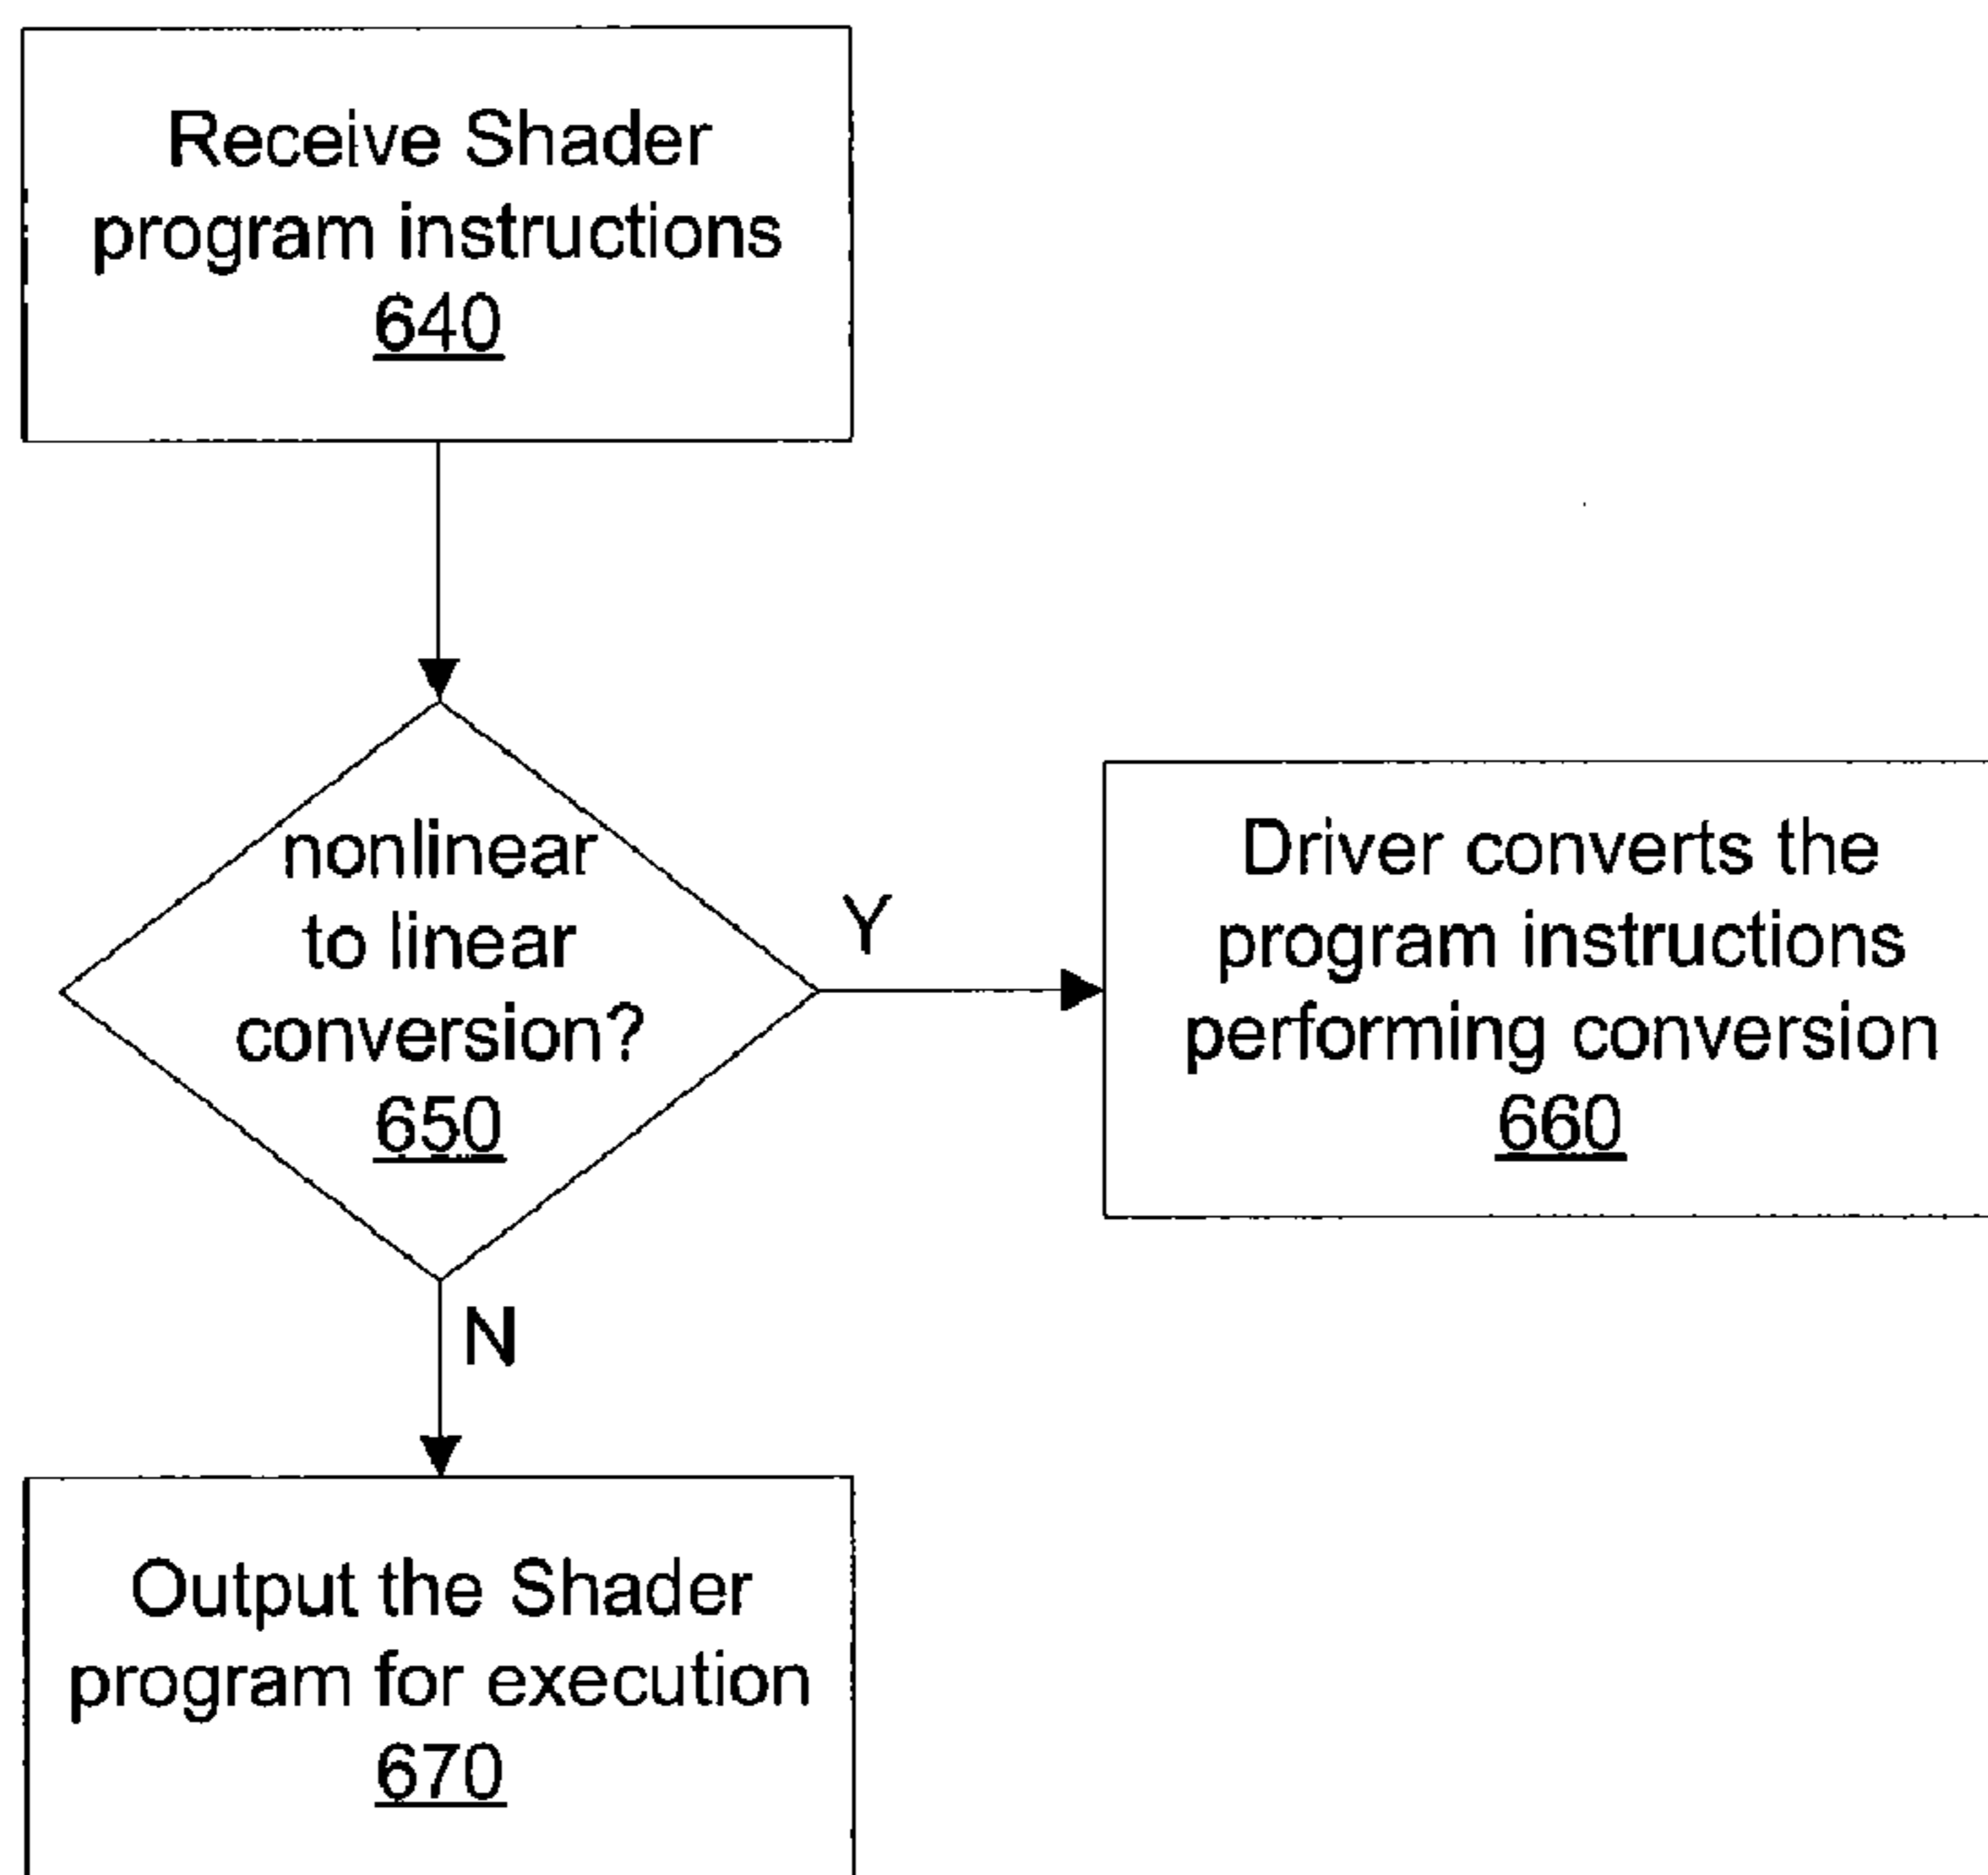 Receive Shader
program instructions
640
nonlinear
to linear
conversion?
650
Y
Driver converts the
program instructions
performing conversion
660
N
Output the Shader
program for execution
670